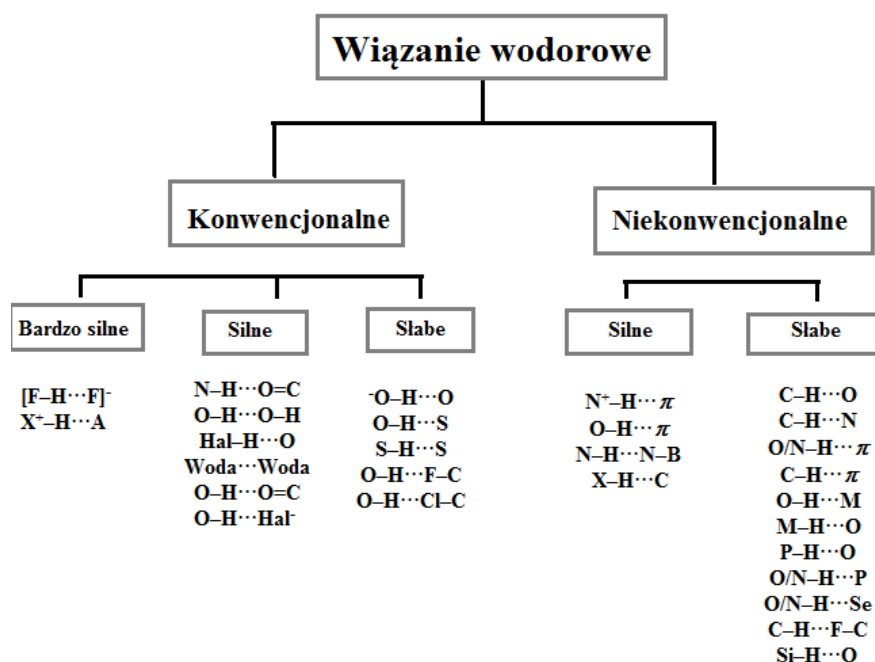 Wiązanie wodorowe
Konwencjonalne
Niekonwencjonalne
Bardzo silne
Silne
Słabe
Silne
Słabe
[F–H···F]⁻
X⁺–H···A
N–H···O=C
O–H···O–H
Hal–H···O
Woda···Woda
O–H···O=C
O–H···Hal⁻
⁻O–H···O
O–H···S
S–H···S
O–H···F–C
O–H···Cl–C
N⁺–H···π
O–H···π
N–H···N–B
X–H···C
C–H···O
C–H···N
O/N–H···π
C–H···π
O–H···M
M–H···O
P–H···O
O/N–H···P
O/N–H···Se
C–H···F–C
Si–H···O